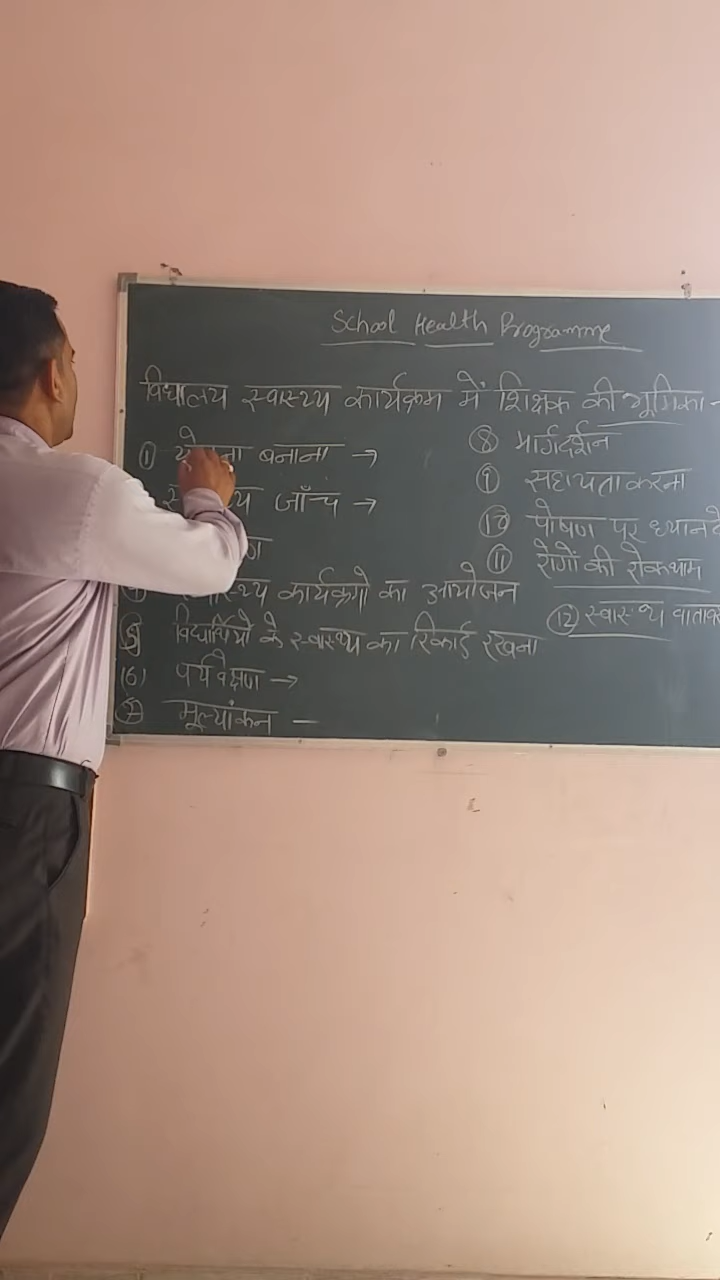 School Health Programme
विद्यालय स्वास्थ्य कार्यक्रम में शिक्षक की भूमिका -
① बनाना →
जाँच →
स्वास्थ्य कार्यक्रमो का आयोजन
⑤ विद्यार्थियो के स्वास्थ्य का रिकार्ड रखना
(6) पर्यवेक्षण →
⑦ मूल्यांकन —
⑧ मार्गदर्शन
⑨ सहायता करना
⑩ पोषण पर ध्यान
⑪ रोगों की रोकथाम
⑫ स्वास्थ्य